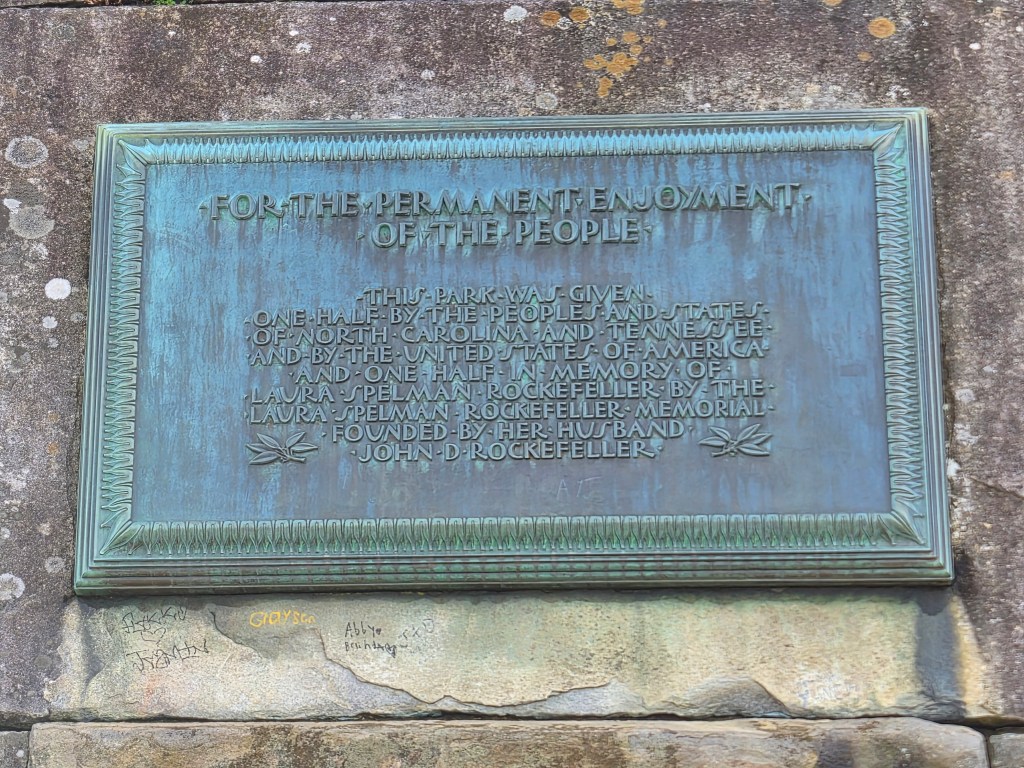 ·FOR·THE·PERMANENT·ENJOYMENT·
·OF·THE·PEOPLE·
·THIS·PARK·WAS·GIVEN·
·ONE·HALF·BY·THE·PEOPLES·AND·STATES·
·OF·NORTH·CAROLINA·AND·TENNESSEE·
·AND·BY·THE·UNITED·STATES·OF·AMERICA·
·AND·ONE·HALF·IN·MEMORY·OF·
·LAURA·SPELMAN·ROCKEFELLER·BY·THE·
·LAURA·SPELMAN·ROCKEFELLER·MEMORIAL·
·FOUNDED·BY·HER·HUSBAND·
·JOHN·D·ROCKEFELLER·
Grayson
Abby